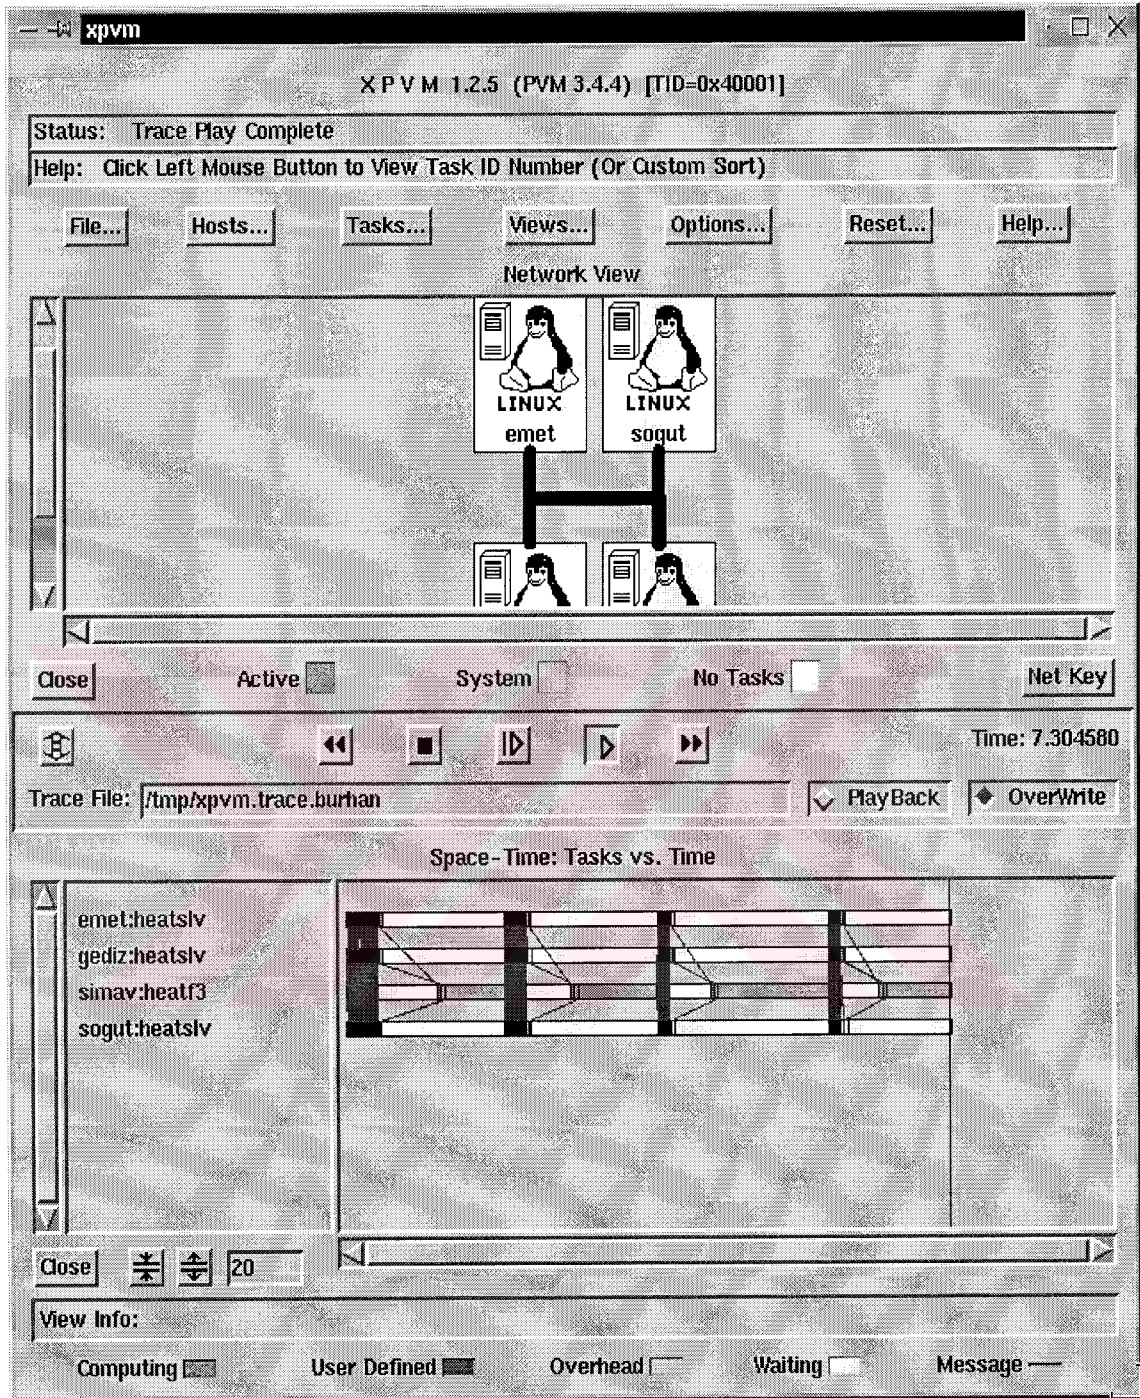 xpvm
X P V M 1.2.5 (PVM 3.4.4) [TID=0x40001]
Status: Trace Play Complete
Help: Click Left Mouse Button to View Task ID Number (Or Custom Sort)
File... Hosts... Tasks... Views... Options... Reset... Help...
Network View
LINUX LINUX
emet sogut
Close Active System No Tasks Net Key
Time: 7.304580
Trace File: /tmp/xpvm.trace.burhan PlayBack OverWrite
Space-Time: Tasks vs. Time
emet:heatslv
gediz:heatslv
simav:heatf3
sogut:heatslv
Close 20
View Info:
Computing User Defined Overhead Waiting Message